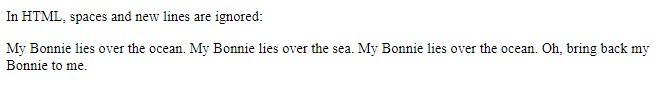 In HTML, spaces and new lines are ignored:
My Bonnie lies over the ocean. My Bonnie lies over the sea. My Bonnie lies over the ocean. Oh, bring back my
Bonnie to me.